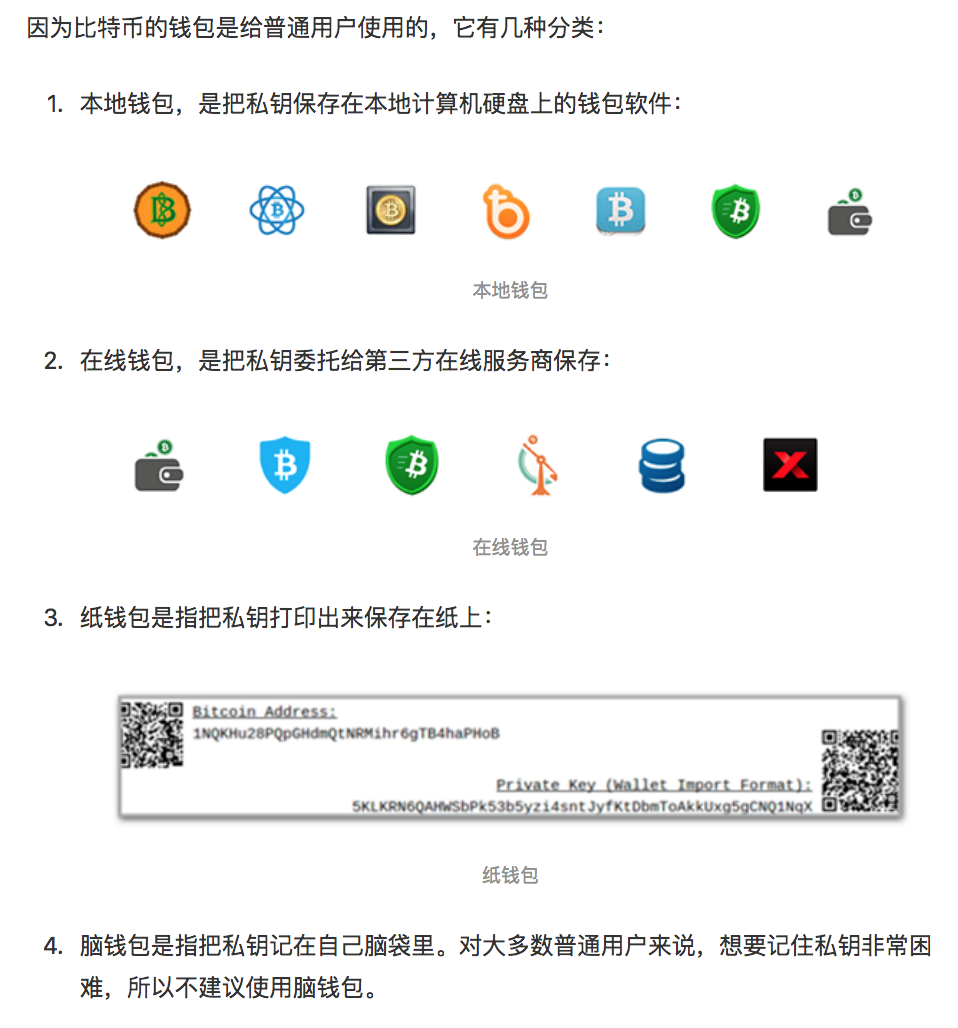 因为比特币的钱包是给普通用户使用的，它有几种分类：
1. 本地钱包，是把私钥保存在本地计算机硬盘上的钱包软件：
本地钱包
2. 在线钱包，是把私钥委托给第三方在线服务商保存：
在线钱包
3. 纸钱包是指把私钥打印出来保存在纸上：
Bitcoin Address:
1NQKHu28PQpGHdmQtNRMihr6gTB4haPHoB
Private Key (Wallet Import Format):
5KLKRN6QAHWSbPk53b5yzi4sntJyfKtDbmToAkkUxg5gCNQ1NqX
纸钱包
4. 脑钱包是指把私钥记在自己脑袋里。对大多数普通用户来说，想要记住私钥非常困
难，所以不建议使用脑钱包。